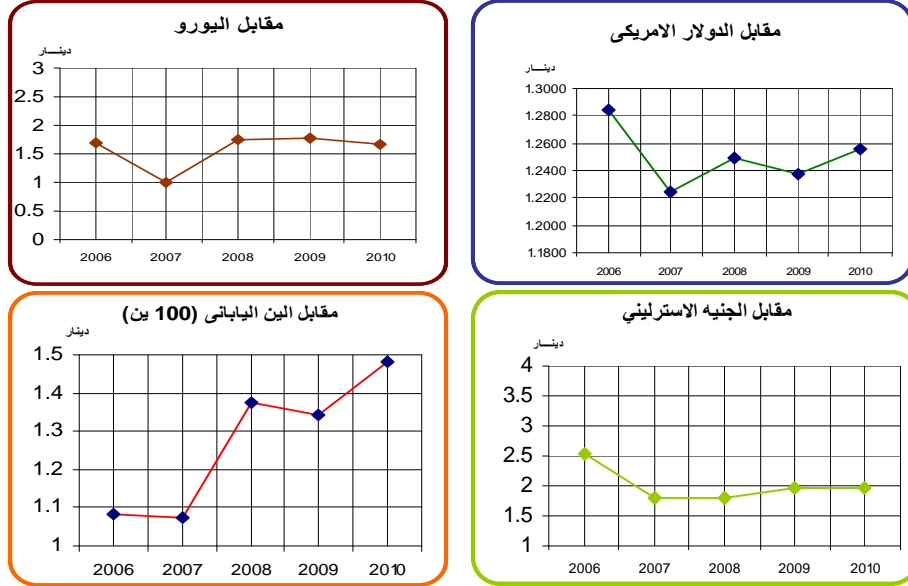 مقابل اليورو
دينـــار
3
2.5
2
1.5
1
0.5
0
2006 2007 2008 2009 2010
مقابل الدولار الامريكى
دينـــار
1.3000
1.2800
1.2600
1.2400
1.2200
1.2000
1.1800
2006 2007 2008 2009 2010
مقابل الين اليابانى (100 ين)
دينار
1.5
1.4
1.3
1.2
1.1
1
2006 2007 2008 2009 2010
مقابل الجنيه الاسترليني
دينـــار
4
3.5
3
2.5
2
1.5
1
2006 2007 2008 2009 2010